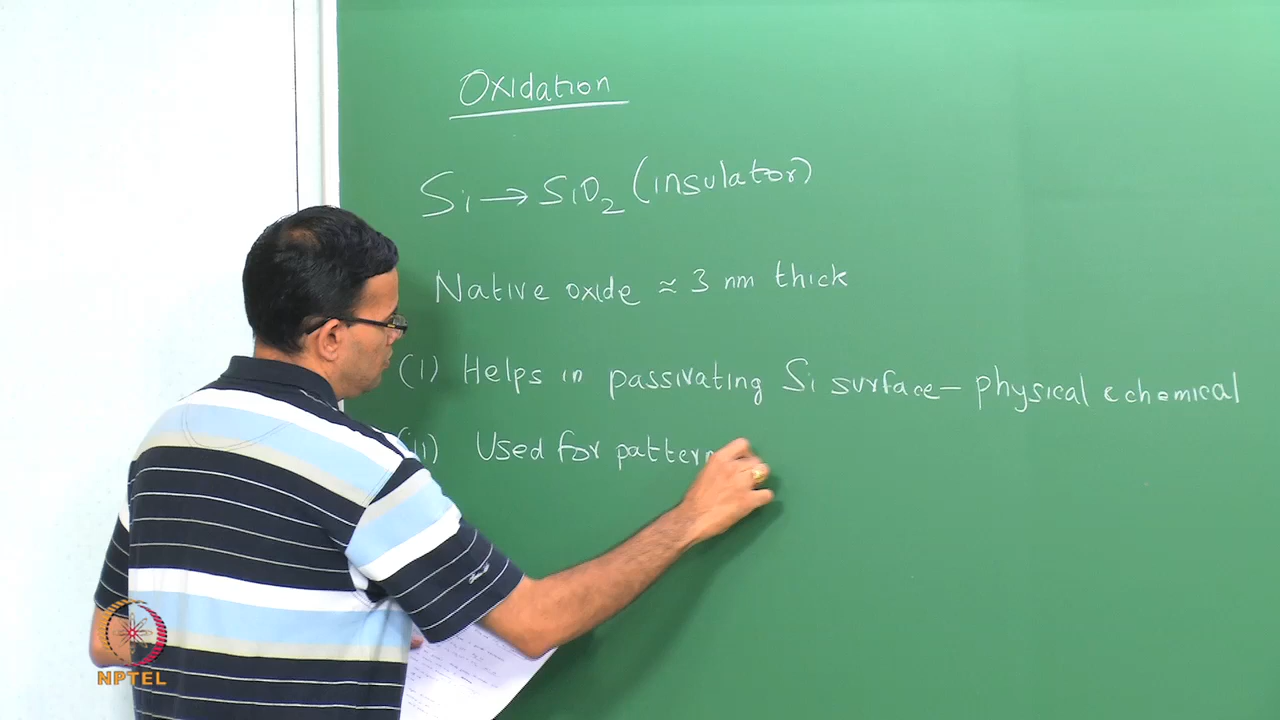 Oxidation
Si → SiO₂ (insulator)
Native oxide ≈ 3 nm thick
(i) Helps in passivating Si surface – physical & chemical
(ii) Used for pattern
NPTEL